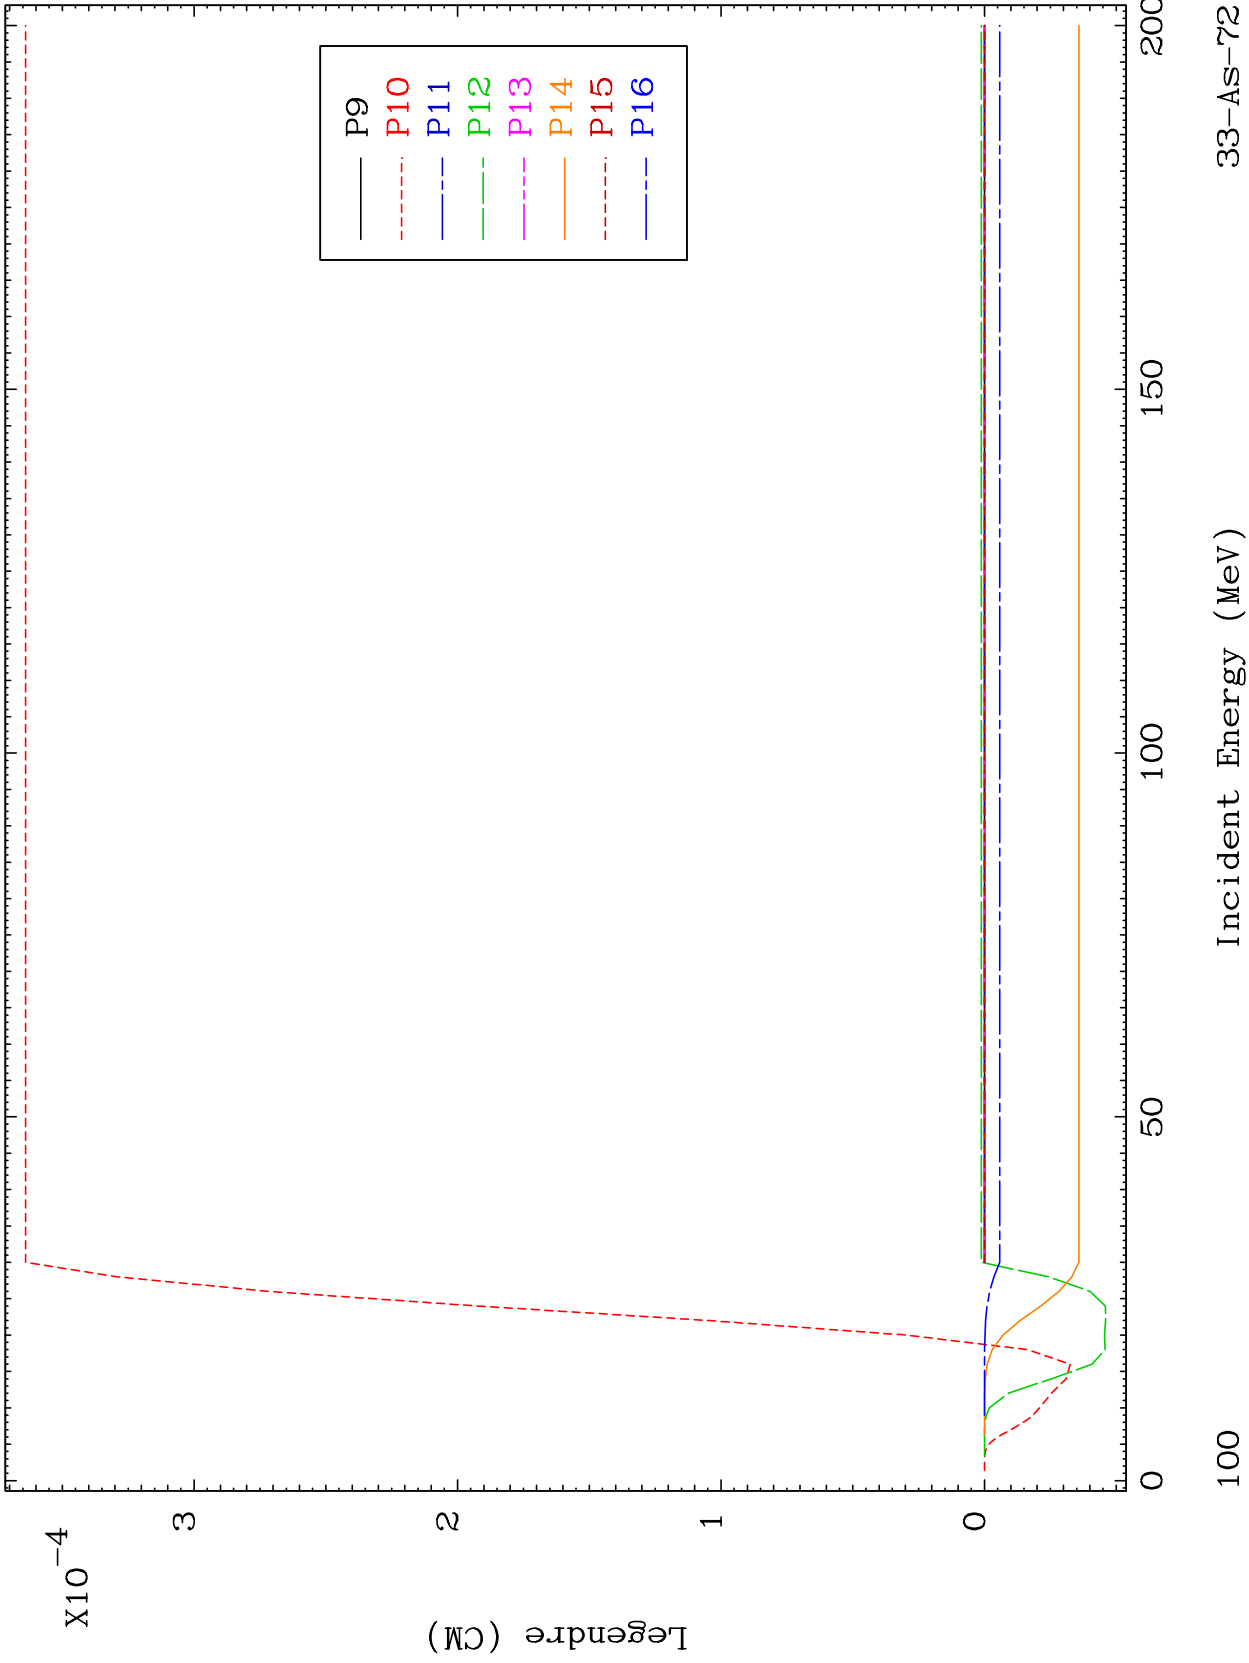 X10-4
Legendre (CM)
3
2
1
0
P9
P10
P11
P12
P13
P14
P15
P16
0
50
100
150
200
Incident Energy (MeV)
100
33-As-72